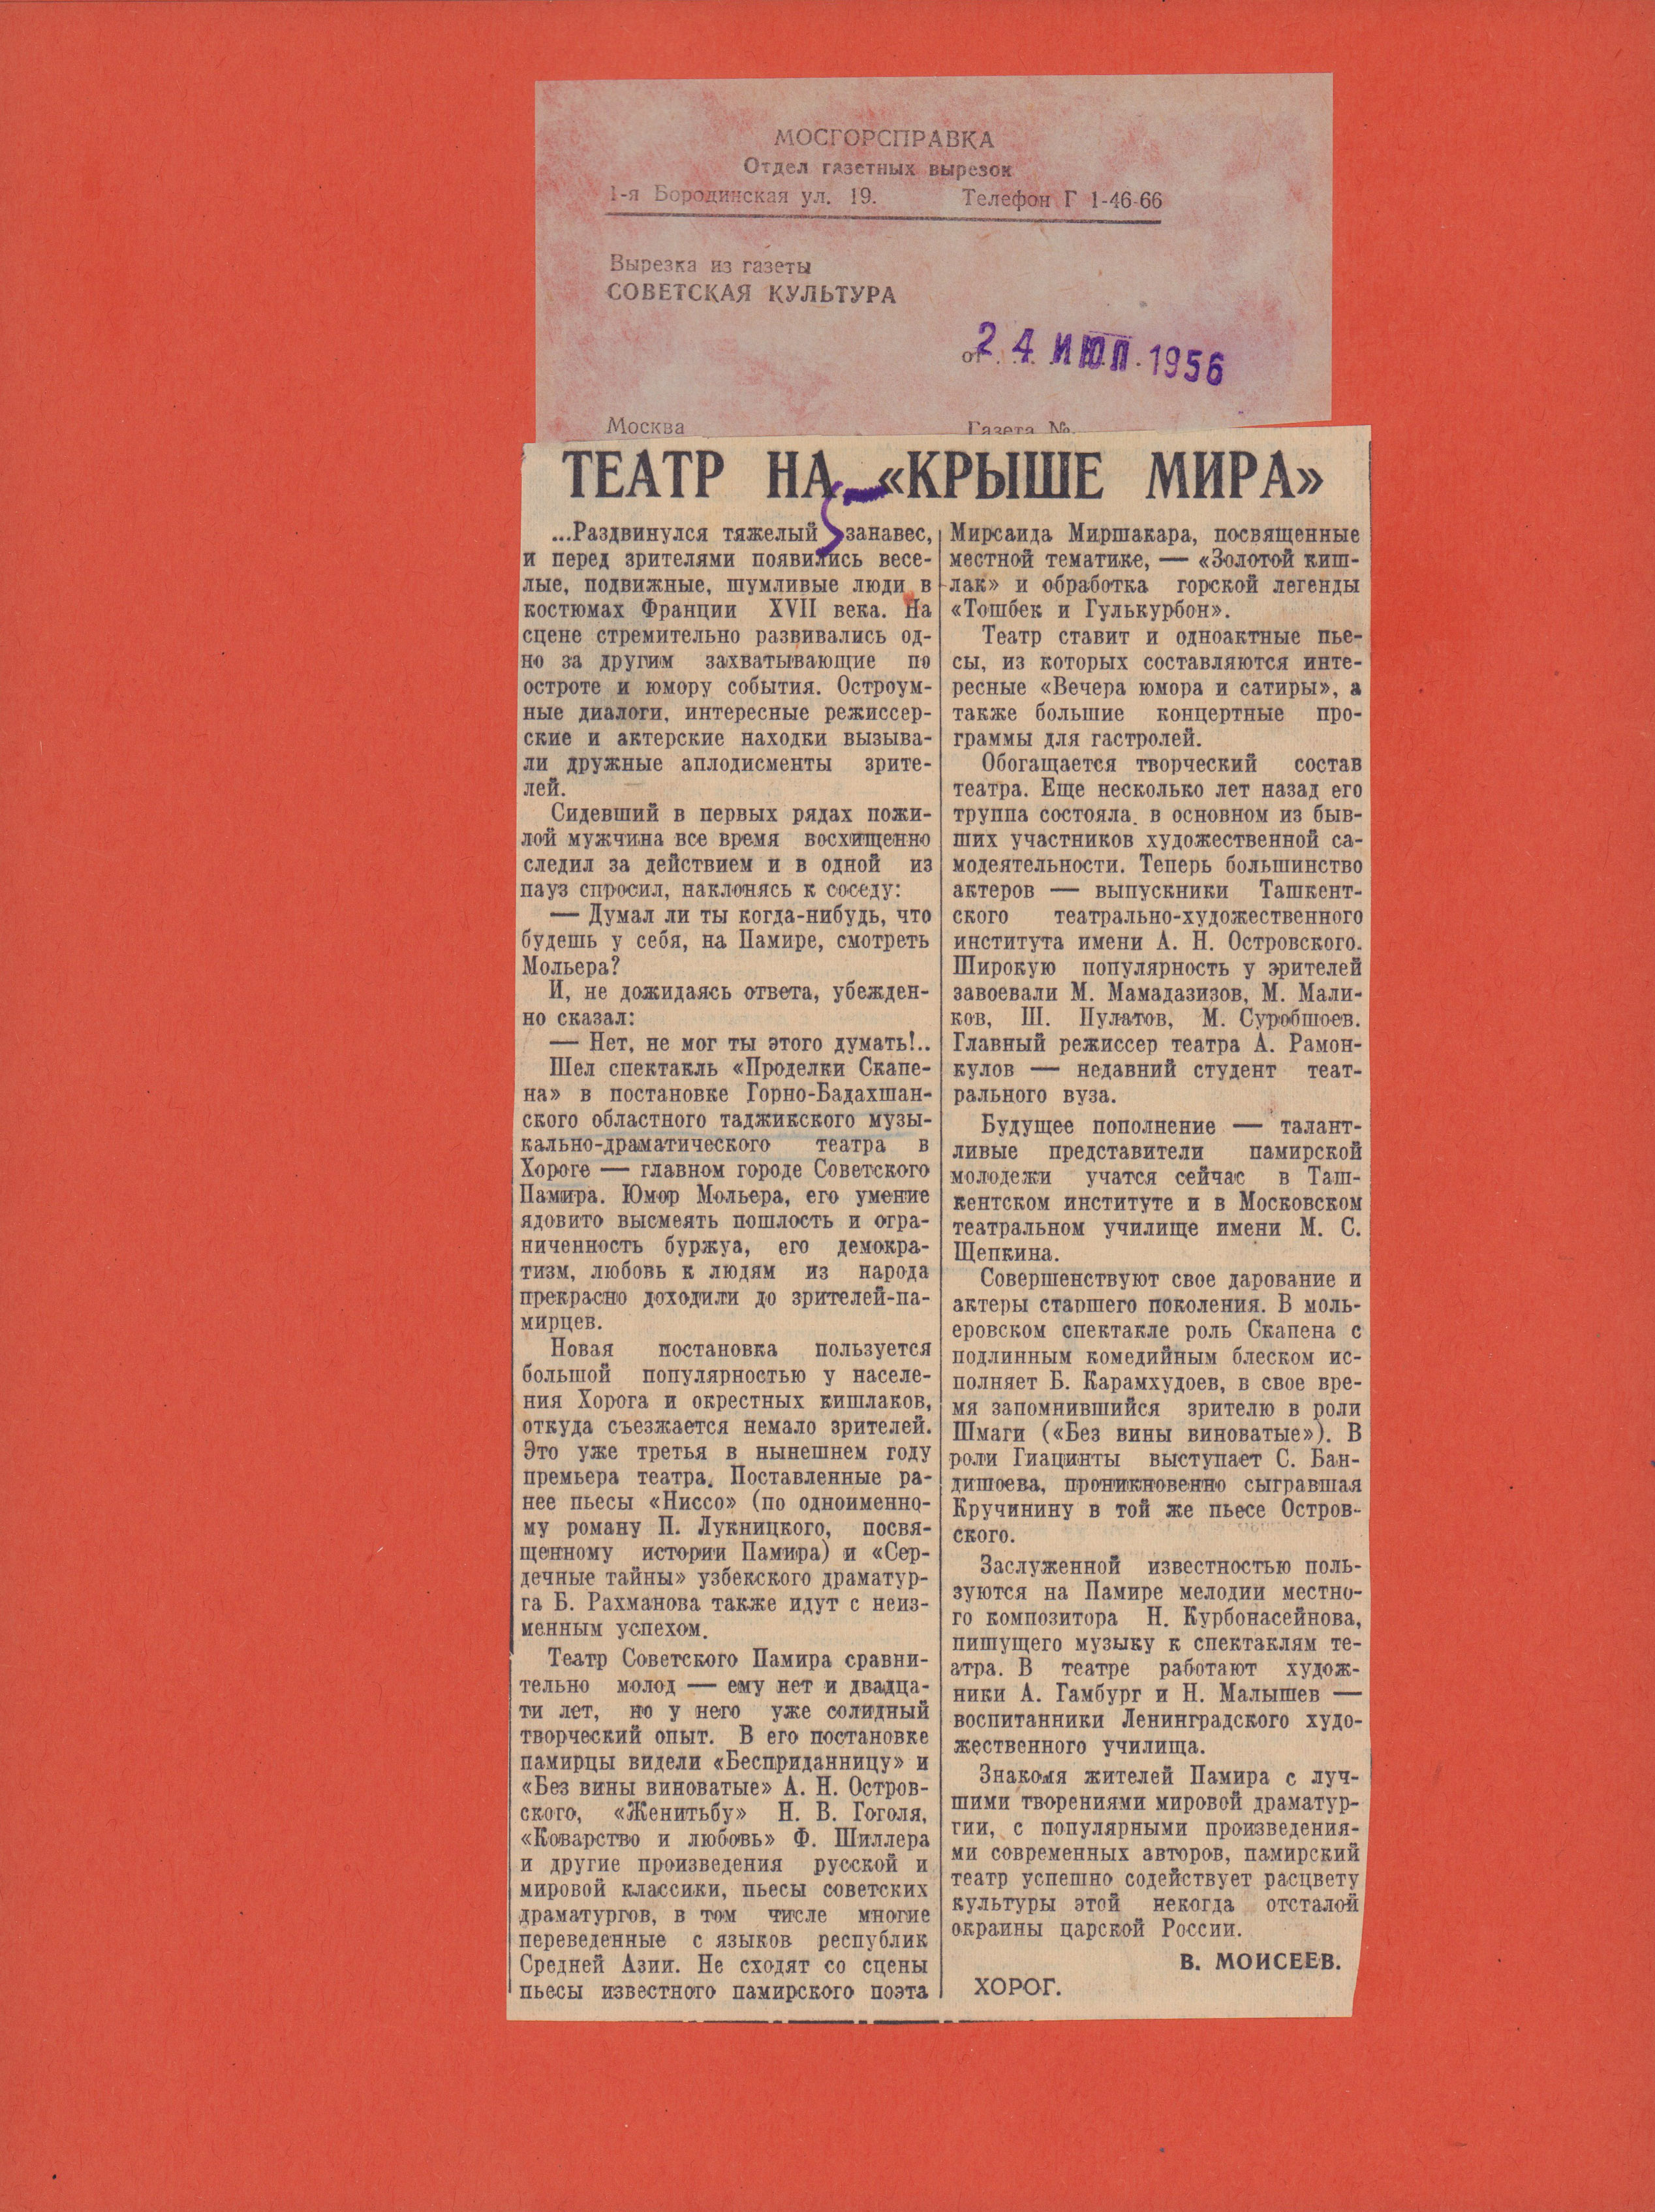 МОСГОРСПРАВКА
Отдел газетных вырезок
1-я Бородинская ул. 19. Телефон Г 1-46-66
Вырезка из газеты
СОВЕТСКАЯ КУЛЬТУРА
от 24 ИЮЛ. 1956
Москва Газета №
ТЕАТР НА «КРЫШЕ МИРА»
...Раздвинулся тяжелый занавес,
и перед зрителями появились весе-
лые, подвижные, шумливые люди в
костюмах Франции XVII века. На
сцене стремительно развивались од-
но за другим захватывающие по
остроте и юмору события. Остроум-
ные диалоги, интересные режиссер-
ские и актерские находки вызыва-
ли дружные аплодисменты зрите-
лей.
Сидевший в первых рядах пожи-
лой мужчина все время восхищенно
следил за действием и в одной из
пауз спросил, наклонясь к соседу:
— Думал ли ты когда-нибудь, что
будешь у себя, на Памире, смотреть
Мольера?
И, не дожидаясь ответа, убежден-
но сказал:
— Нет, не мог ты этого думать!..
Шел спектакль «Проделки Скапе-
на» в постановке Горно-Бадахшан-
ского областного таджикского музы-
кально-драматического театра в
Хороге — главном городе Советского
Памира. Юмор Мольера, его умение
ядовито высмеять пошлость и огра-
ниченность буржуа, его демокра-
тизм, любовь к людям из народа
прекрасно доходили до зрителей-па-
мирцев.
Новая постановка пользуется
большой популярностью у населе-
ния Хорога и окрестных кишлаков,
откуда съезжается немало зрителей.
Это уже третья в нынешнем году
премьера театра. Поставленные ра-
нее пьесы «Ниссо» (по одноименно-
му роману П. Лукницкого, посвя-
щенному истории Памира) и «Сер-
дечные тайны» узбекского драматур-
га Б. Рахманова также идут с неиз-
менным успехом.
Театр Советского Памира сравни-
тельно молод — ему нет и двадца-
ти лет, но у него уже солидный
творческий опыт. В его постановке
памирцы видели «Бесприданницу» и
«Без вины виноватые» А. Н. Остров-
ского, «Женитьбу» Н. В. Гоголя,
«Коварство и любовь» Ф. Шиллера
и другие произведения русской и
мировой классики, пьесы советских
драматургов, в том числе многие
переведенные с языков республик
Средней Азии. Не сходят со сцены
пьесы известного памирского поэта
Мирсаида Миршакара, посвященные
местной тематике, — «Золотой киш-
лак» и обработка горской легенды
«Тошбек и Гулькурбон».
Театр ставит и одноактные пье-
сы, из которых составляются инте-
ресные «Вечера юмора и сатиры», а
также большие концертные про-
граммы для гастролей.
Обогащается творческий состав
театра. Еще несколько лет назад его
труппа состояла в основном из быв-
ших участников художественной са-
модеятельности. Теперь большинство
актеров — выпускники Ташкент-
ского театрально-художественного
института имени А. Н. Островского.
Широкую популярность у зрителей
завоевали М. Мамадазизов, М. Мали-
ков, Ш. Пулатов, М. Суробшоев.
Главный режиссер театра А. Рамон-
кулов — недавний студент теат-
рального вуза.
Будущее пополнение — талант-
ливые представители памирской
молодежи учатся сейчас в Таш-
кентском институте и в Московском
театральном училище имени М. С.
Щепкина.
Совершенствуют свое дарование и
актеры старшего поколения. В моль-
еровском спектакле роль Скапена с
подлинным комедийным блеском ис-
полняет Б. Карамхудоев, в свое вре-
мя запомнившийся зрителю в роли
Шмаги («Без вины виноватые»). В
роли Гиацинты выступает С. Бан-
дишоева, проникновенно сыгравшая
Кручинину в той же пьесе Остров-
ского.
Заслуженной известностью поль-
зуются на Памире мелодии местно-
го композитора Н. Курбонасейнова,
пишущего музыку к спектаклям те-
атра. В театре работают худож-
ники А. Гамбург и Н. Малышев —
воспитанники Ленинградского худо-
жественного училища.
Знакомя жителей Памира с луч-
шими творениями мировой драматур-
гии, с популярными произведения-
ми современных авторов, памирский
театр успешно содействует расцвету
культуры этой некогда отсталой
окраины царской России.
В. МОИСЕЕВ.
ХОРОГ.